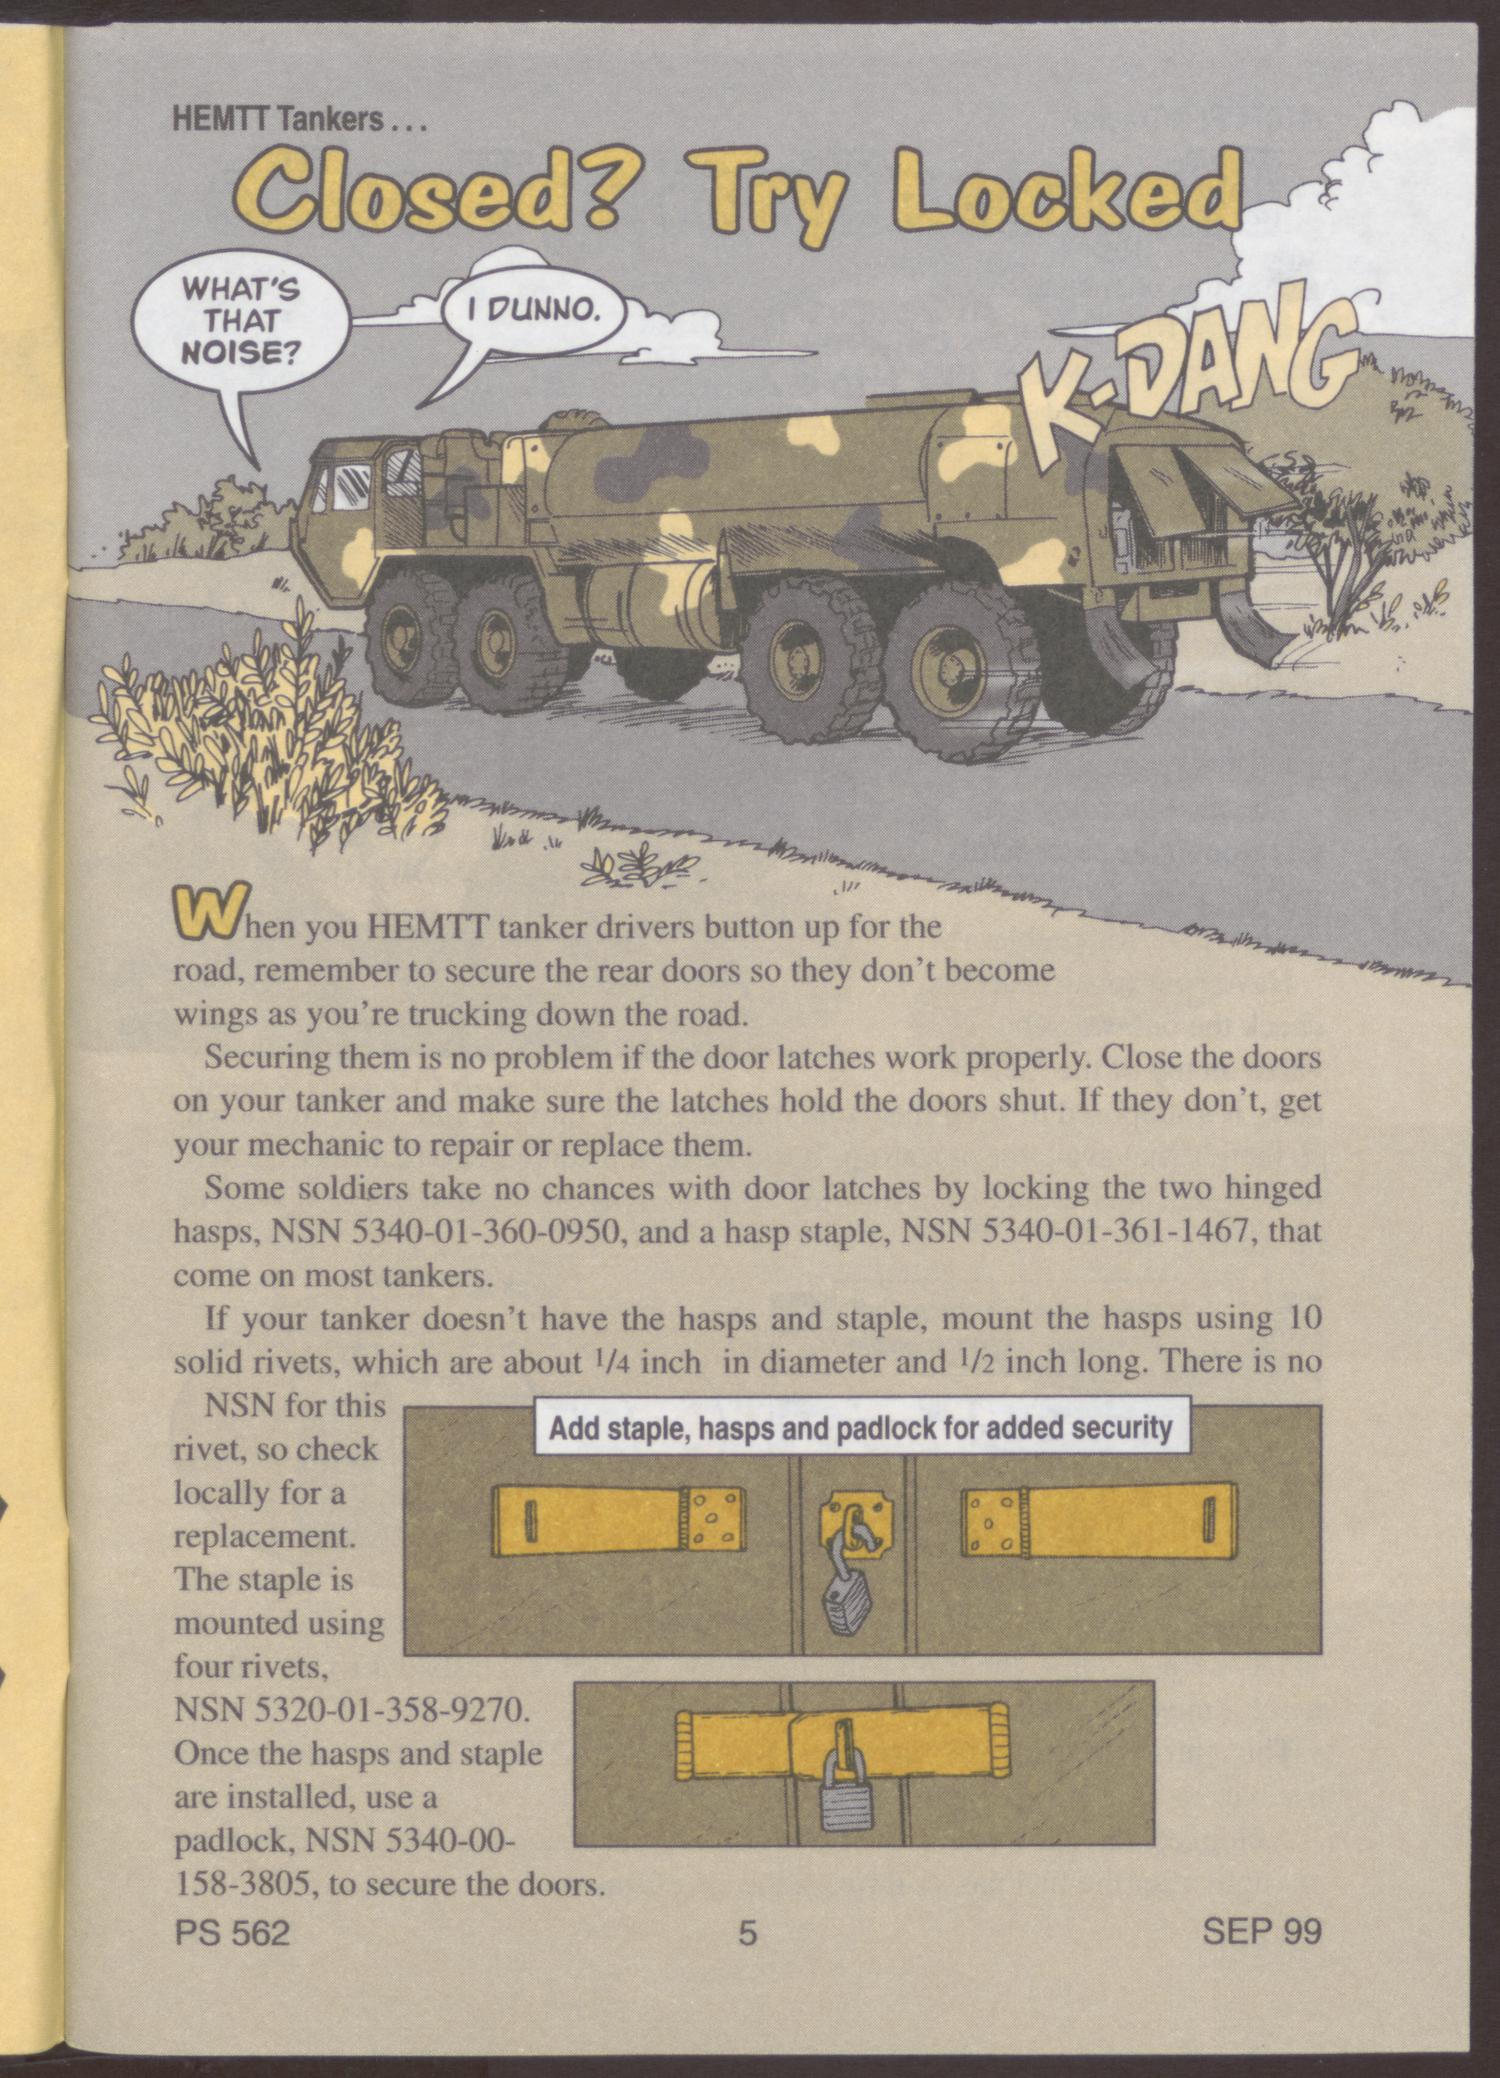 HEMTT Tankers...
Closed? Try Locked
WHAT'S
THAT
NOISE?
I DUNNO.
K-DANG
When you HEMTT tanker drivers button up for the
road, remember to secure the rear doors so they don't become
wings as you're trucking down the road.
Securing them is no problem if the door latches work properly. Close the doors
on your tanker and make sure the latches hold the doors shut. If they don't, get
your mechanic to repair or replace them.
Some soldiers take no chances with door latches by locking the two hinged
hasps, NSN 5340-01-360-0950, and a hasp staple, NSN 5340-01-361-1467, that
come on most tankers.
If your tanker doesn't have the hasps and staple, mount the hasps using 10
solid rivets, which are about 1/4 inch in diameter and 1/2 inch long. There is no
NSN for this
rivet, so check
locally for a
replacement.
The staple is
mounted using
four rivets,
NSN 5320-01-358-9270.
Once the hasps and staple
are installed, use a
padlock, NSN 5340-00-
158-3805, to secure the doors.
Add staple, hasps and padlock for added security
PS 562
5
SEP 99